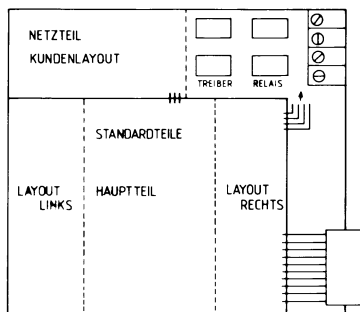 NETZTEIL
KUNDENLAYOUT
TREIBER RELAIS
STANDARDTEILE
LAYOUT LINKS
HAUPTTEIL
LAYOUT RECHTS